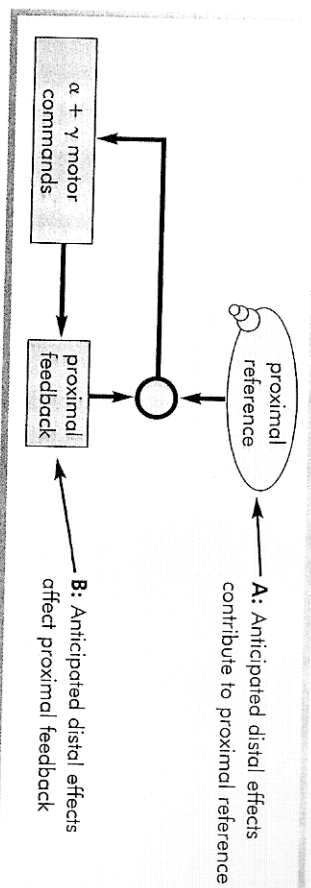 proximal
reference
A: Anticipated distal effects
contribute to proximal reference
α + γ motor
commands
proximal
feedback
B: Anticipated distal effects
affect proximal feedback